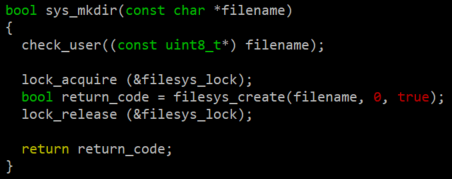 bool sys_mkdir(const char *filename)
{
  check_user((const uint8_t*) filename);

  lock_acquire (&filesys_lock);
  bool return_code = filesys_create(filename, 0, true);
  lock_release (&filesys_lock);

  return return_code;
}